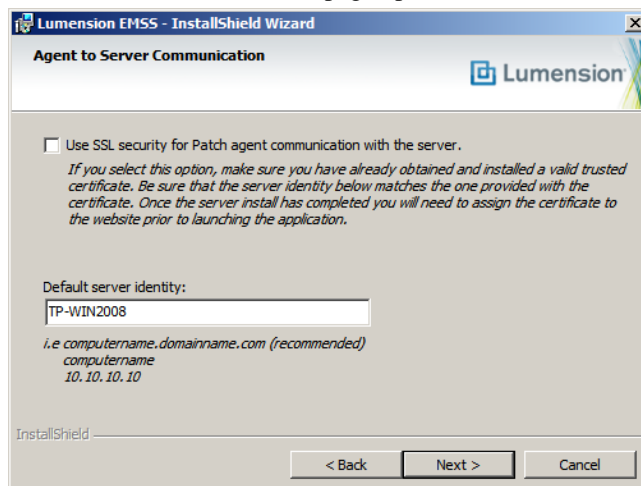 Lumension EMSS - InstallShield Wizard
Agent to Server Communication
Lumension
Use SSL security for Patch agent communication with the server.
If you select this option, make sure you have already obtained and installed a valid trusted
certificate. Be sure that the server identity below matches the one provided with the
certificate. Once the server install has completed you will need to assign the certificate to
the website prior to launching the application.
Default server identity:
TP-WIN2008
i.e computername.domainname.com (recommended)
computername
10.10.10.10
InstallShield
< Back Next > Cancel